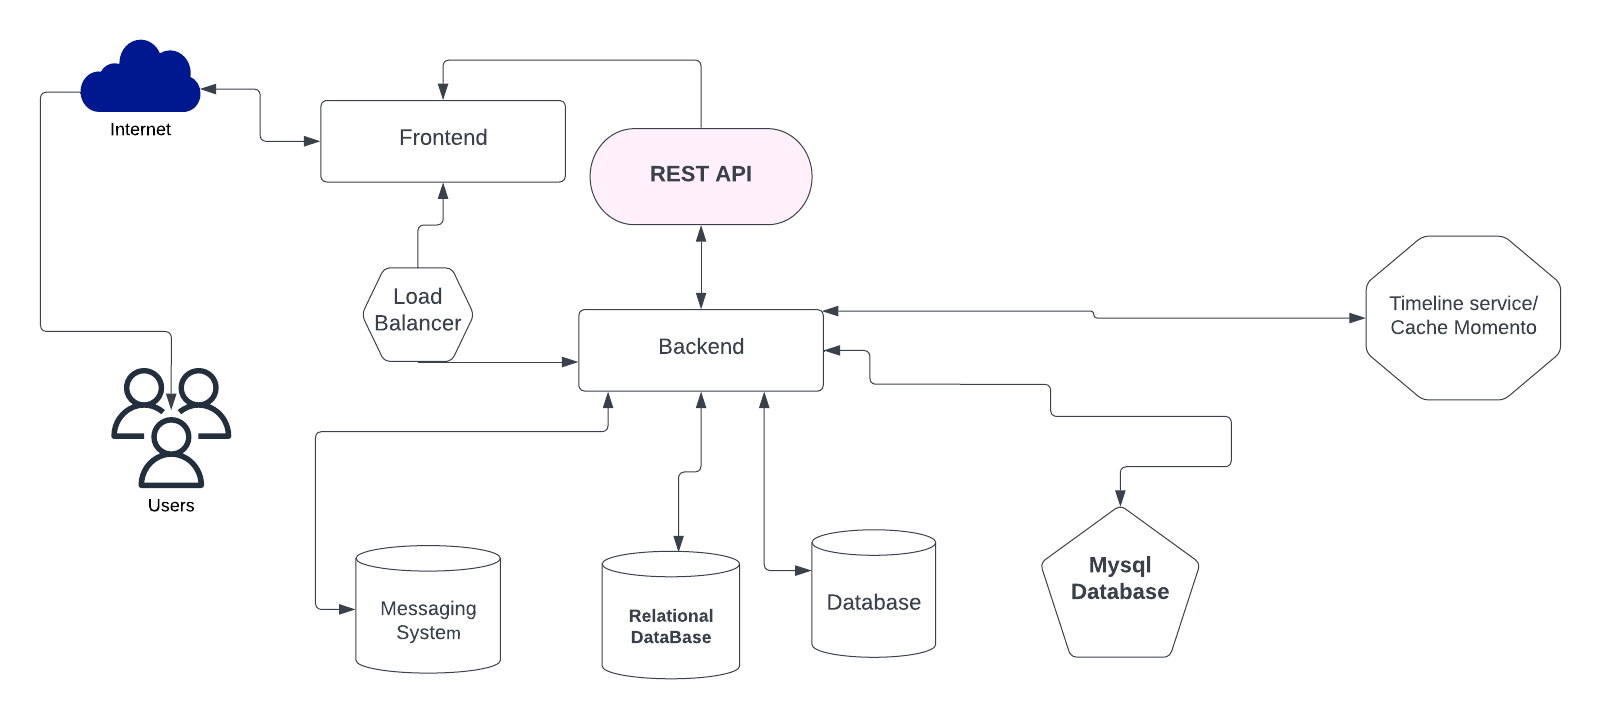 Internet
Frontend
REST API
Load
Balancer
Backend
Timeline service/
Cache Momento
Users
Messaging
System
Relational
DataBase
Database
Mysql
Database